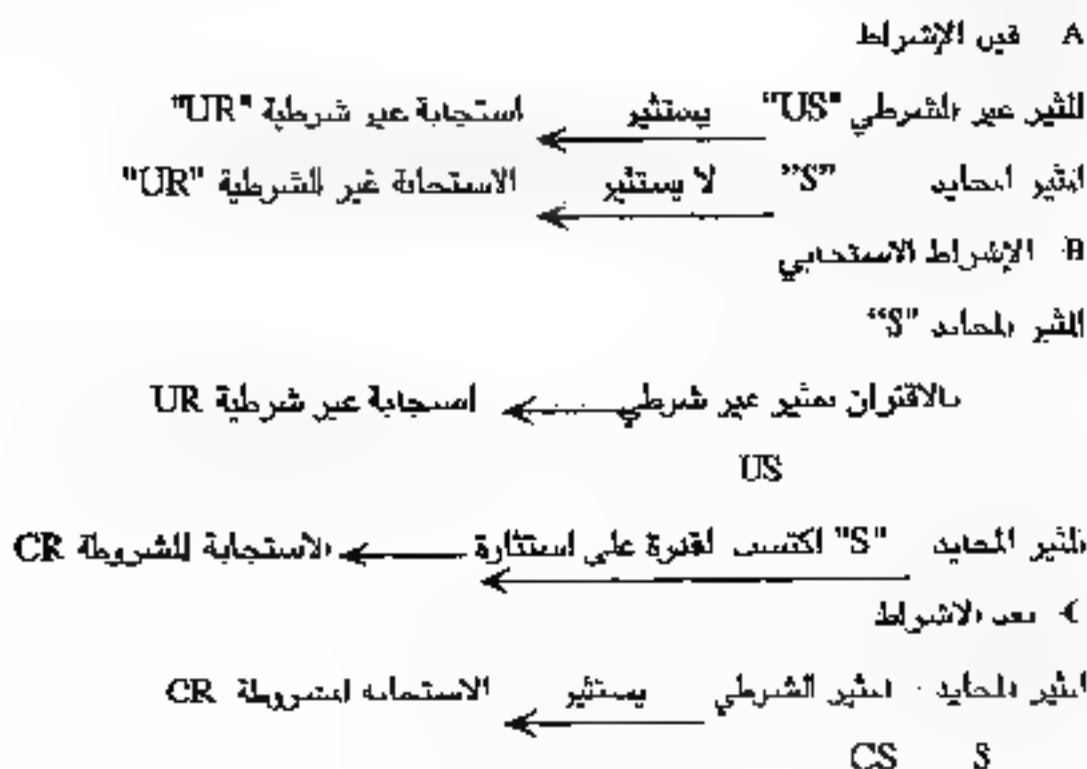 A قبل الإشراط
المثير غير الشرطي "US" يستثير استجابة غير شرطية "UR"
المثير المحايد "S" لا يستثير الاستجابة غير الشرطية "UR"
B الإشراط الاستجابي
المثير المحايد "S"
بالاقتران بمثير غير شرطي استجابة غير شرطية UR
US
المثير المحايد "S" اكتسب القدرة على استثارة الاستجابة المشروطة CR
C بعد الاشراط
المثير المحايد المثير الشرطي يستثير الاستجابة المشروطة CR
S CS